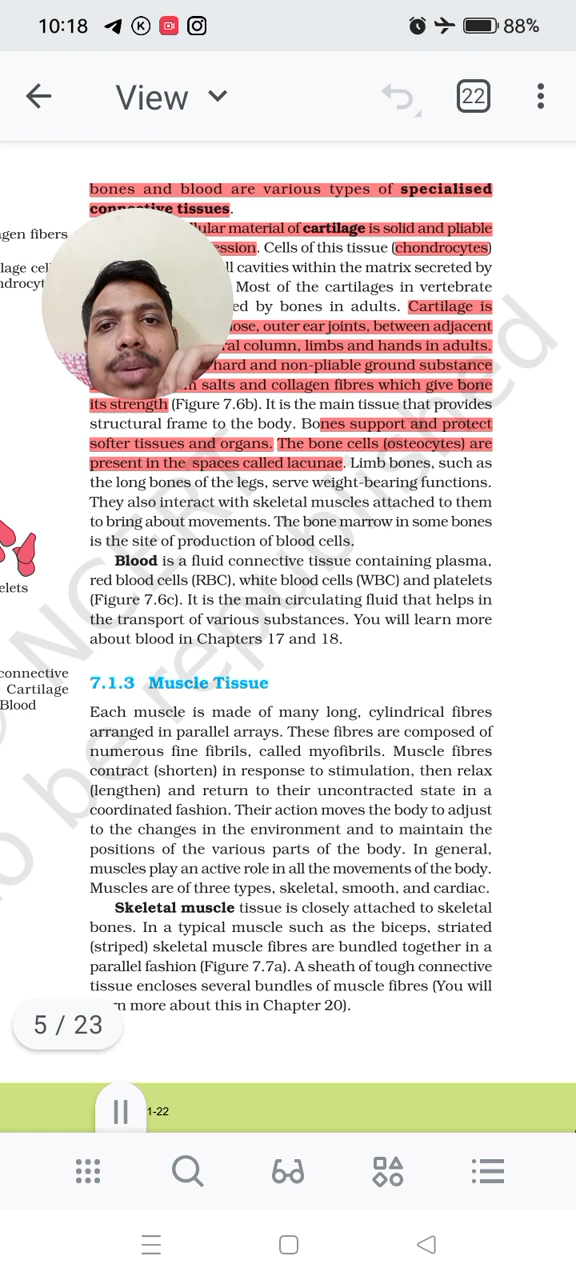 10:18
88%
View
22
bones and blood are various types of specialised
connective tissues.
gen fibers
lular material of cartilage is solid and pliable
ession. Cells of this tissue (chondrocytes)
lage cel
ll cavities within the matrix secreted by
ndrocyt
Most of the cartilages in vertebrate
ed by bones in adults. Cartilage is
ose, outer ear joints, between adjacent
ral column, limbs and hands in adults.
hard and non-pliable ground substance
salts and collagen fibres which give bone
its strength (Figure 7.6b). It is the main tissue that provides
structural frame to the body. Bones support and protect
softer tissues and organs. The bone cells (osteocytes) are
present in the spaces called lacunae. Limb bones, such as
the long bones of the legs, serve weight-bearing functions.
They also interact with skeletal muscles attached to them
to bring about movements. The bone marrow in some bones
is the site of production of blood cells.
Blood is a fluid connective tissue containing plasma,
red blood cells (RBC), white blood cells (WBC) and platelets
elets
(Figure 7.6c). It is the main circulating fluid that helps in
the transport of various substances. You will learn more
about blood in Chapters 17 and 18.
connective
Cartilage
Blood
7.1.3 Muscle Tissue
Each muscle is made of many long, cylindrical fibres
arranged in parallel arrays. These fibres are composed of
numerous fine fibrils, called myofibrils. Muscle fibres
contract (shorten) in response to stimulation, then relax
(lengthen) and return to their uncontracted state in a
coordinated fashion. Their action moves the body to adjust
to the changes in the environment and to maintain the
positions of the various parts of the body. In general,
muscles play an active role in all the movements of the body.
Muscles are of three types, skeletal, smooth, and cardiac.
Skeletal muscle tissue is closely attached to skeletal
bones. In a typical muscle such as the biceps, striated
(striped) skeletal muscle fibres are bundled together in a
parallel fashion (Figure 7.7a). A sheath of tough connective
tissue encloses several bundles of muscle fibres (You will
n more about this in Chapter 20).
5 / 23
1-22
© NCERT
o be republished